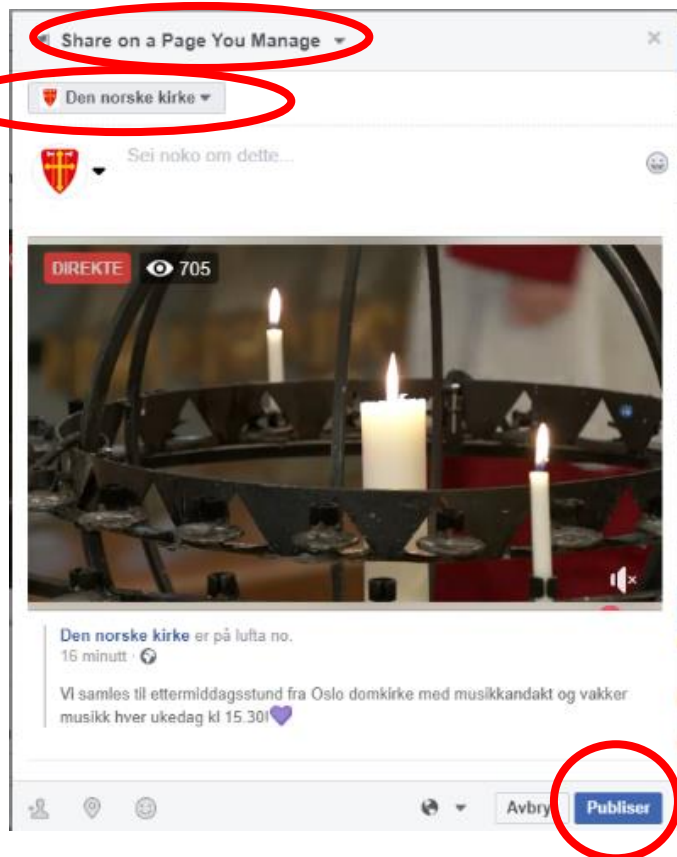 Share on a Page You Manage
Den norske kirke
Sei noko om dette...
DIREKTE 705
Den norske kirke er på lufta no.
16 minutt ·
VI samles til ettermiddagsstund fra Oslo domkirke med musikkandakt og vakker
musikk hver ukedag kl 15.30!
Avbry Publiser